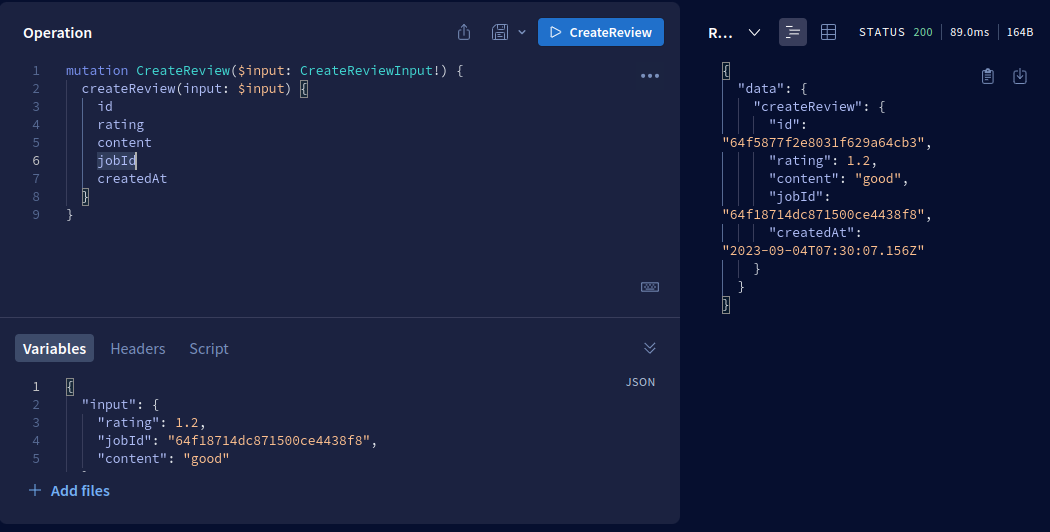 Operation
CreateReview
1 mutation CreateReview($input: CreateReviewInput!) {
2 createReview(input: $input) {
3 id
4 rating
5 content
6 jobId
7 createdAt
8 }
9 }
Variables Headers Script
JSON
1 {
2 "input": {
3 "rating": 1.2,
4 "jobId": "64f18714dc871500ce4438f8",
5 "content": "good"
Add files
R... STATUS 200 89.0ms 164B
{
"data": {
"createReview": {
"id":
"64f5877f2e8031f629a64cb3",
"rating": 1.2,
"content": "good",
"jobId":
"64f18714dc871500ce4438f8",
"createdAt":
"2023-09-04T07:30:07.156Z"
}
}
}